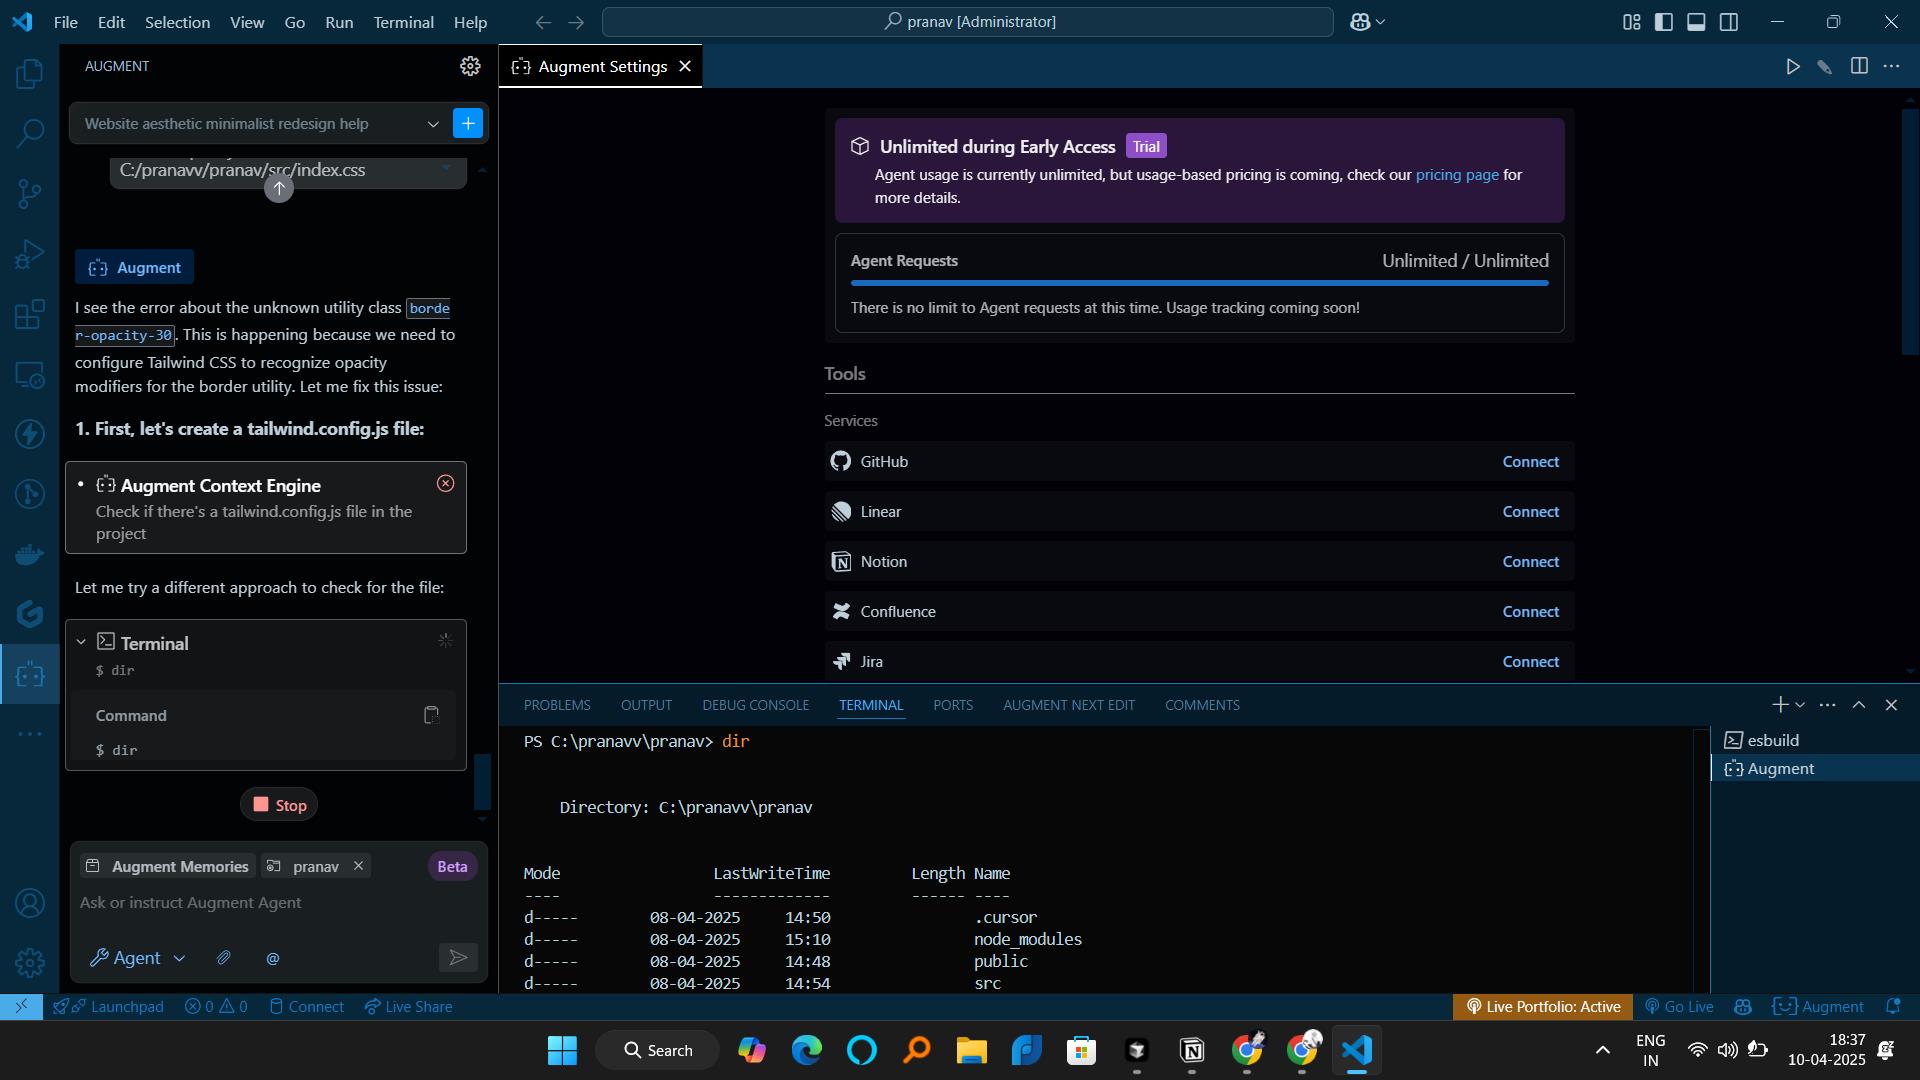 File Edit Selection View Go Run Terminal Help
pranav [Administrator]
AUGMENT
Website aesthetic minimalist redesign help
C:/pranavv/pranav/src/index.css
Augment
I see the error about the unknown utility class borde
r-opacity-30. This is happening because we need to
configure Tailwind CSS to recognize opacity
modifiers for the border utility. Let me fix this issue:
1. First, let's create a tailwind.config.js file:
Augment Context Engine
Check if there's a tailwind.config.js file in the
project
Let me try a different approach to check for the file:
Terminal
$ dir
Command
$ dir
Stop
Augment Memories pranav Beta
Ask or instruct Augment Agent
Agent @
Augment Settings
Unlimited during Early Access Trial
Agent usage is currently unlimited, but usage-based pricing is coming, check our pricing page for
more details.
Agent Requests Unlimited / Unlimited
There is no limit to Agent requests at this time. Usage tracking coming soon!
Tools
Services
GitHub Connect
Linear Connect
Notion Connect
Confluence Connect
Jira Connect
PROBLEMS OUTPUT DEBUG CONSOLE TERMINAL PORTS AUGMENT NEXT EDIT COMMENTS
PS C:\pranavv\pranav> dir
Directory: C:\pranavv\pranav
Mode LastWriteTime Length Name
---- ------------- ------ ----
d----- 08-04-2025 14:50 .cursor
d----- 08-04-2025 15:10 node_modules
d----- 08-04-2025 14:48 public
d----- 08-04-2025 14:54 src
esbuild
Augment
Launchpad 0 0 Connect Live Share
Live Portfolio: Active Go Live Augment
Search
ENG
IN
18:37
10-04-2025